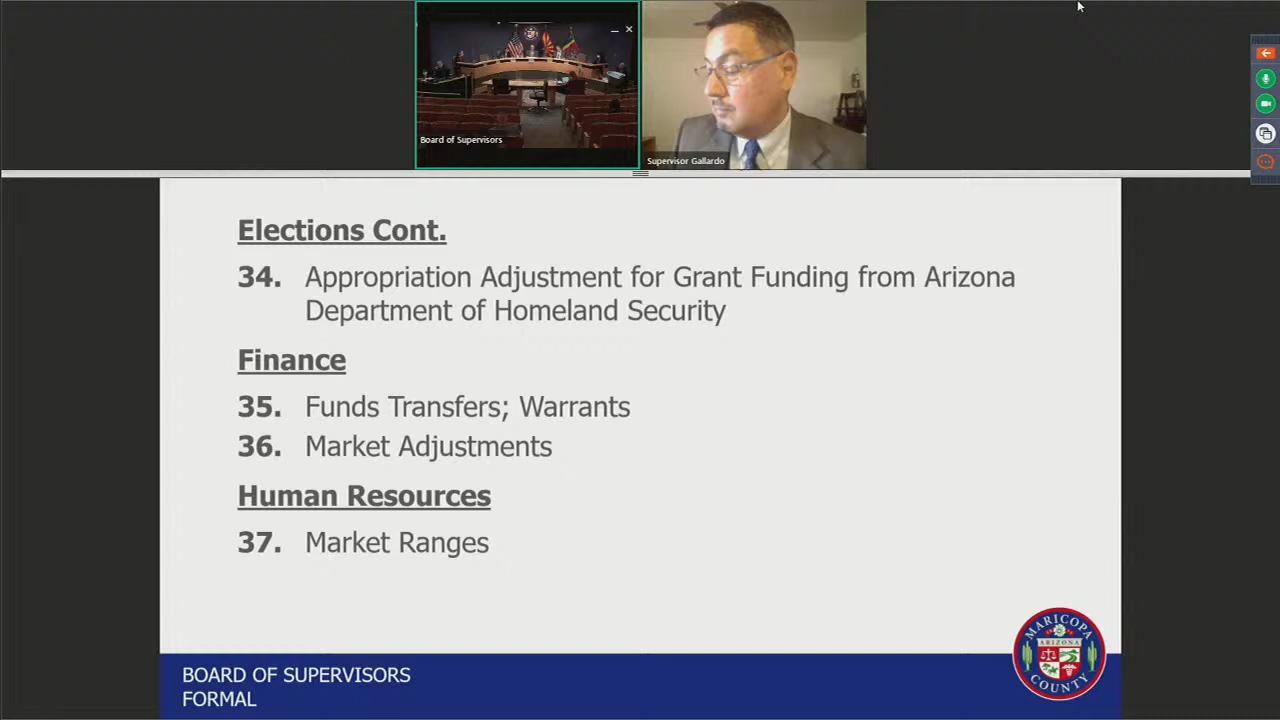 Board of Supervisors
Supervisor Gallardo
Elections Cont.
34. Appropriation Adjustment for Grant Funding from Arizona
Department of Homeland Security
Finance
35. Funds Transfers; Warrants
36. Market Adjustments
Human Resources
37. Market Ranges
BOARD OF SUPERVISORS
FORMAL
MARICOPA
ARIZONA
COUNTY